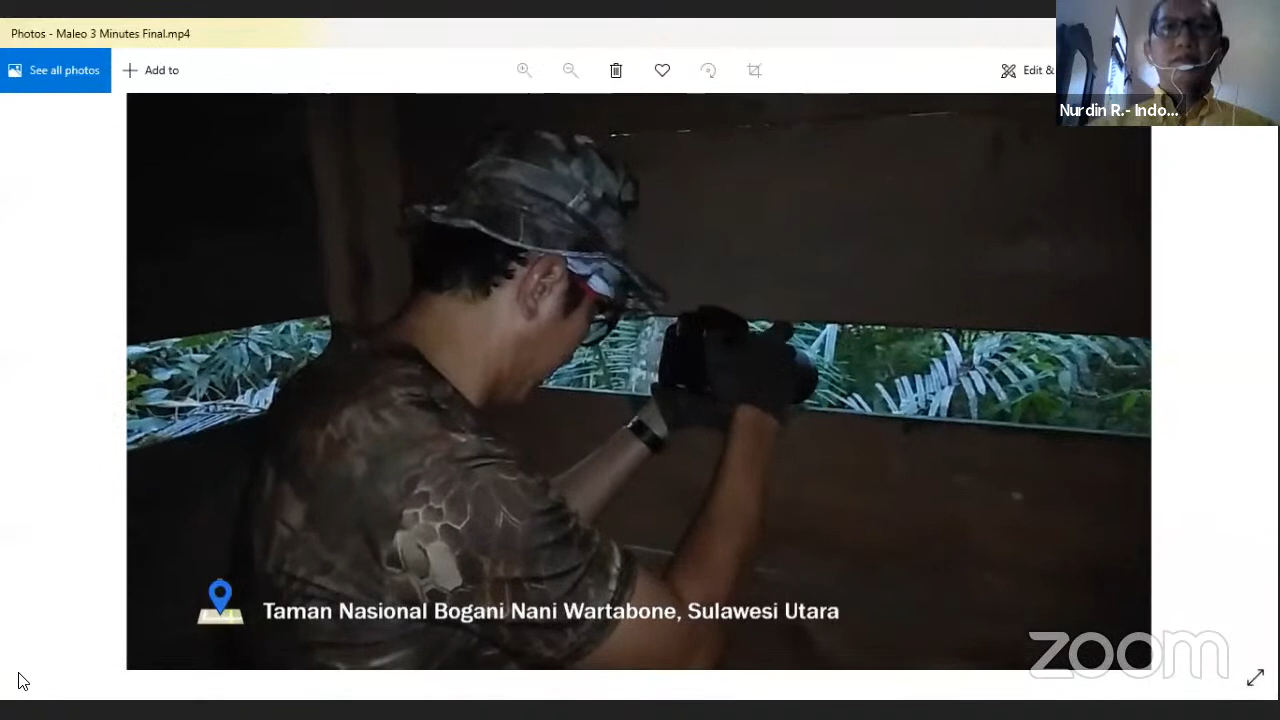 Photos - Maleo 3 Minutes Final.mp4
See all photos
Add to
Edit &
Nurdin R.- Indo...
Taman Nasional Bogani Nani Wartabone, Sulawesi Utara
zoom